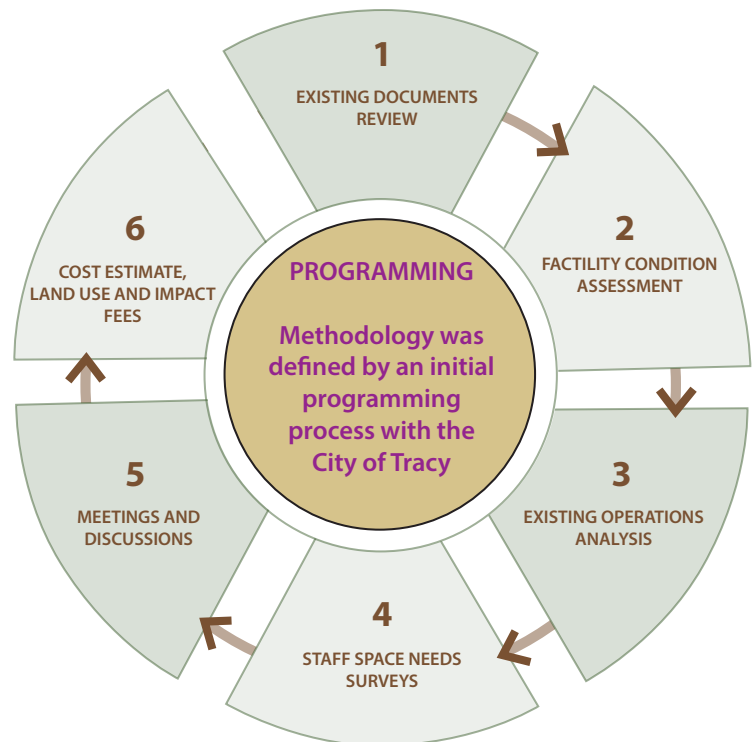 1
EXISTING DOCUMENTS
REVIEW
2
FACTILITY CONDITION
ASSESSMENT
3
EXISTING OPERATIONS
ANALYSIS
4
STAFF SPACE NEEDS
SURVEYS
5
MEETINGS AND
DISCUSSIONS
6
COST ESTIMATE,
LAND USE AND IMPACT
FEES
PROGRAMMING
Methodology was
defined by an initial
programming
process with the
City of Tracy